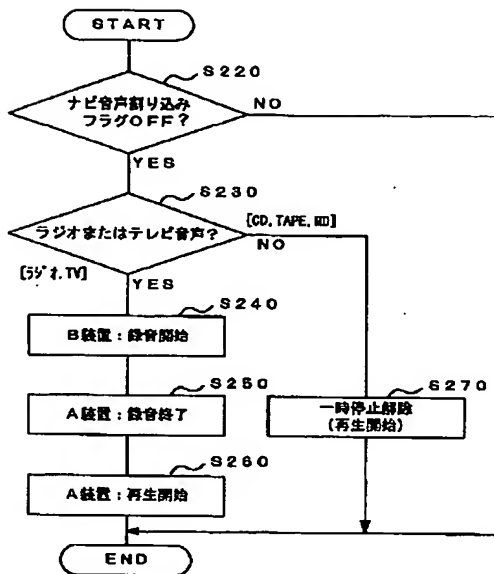 START
S220
ナビ音声割り込み
フラグOFF?
NO
YES
S230
ラジオまたはテレビ音声?
[CD,TAPE,MD]
NO
[ラジオ,TV]
YES
S240
B装置:録音開始
S250
A装置:録音終了
S270
一時停止解除
(再生開始)
S260
A装置:再生開始
END